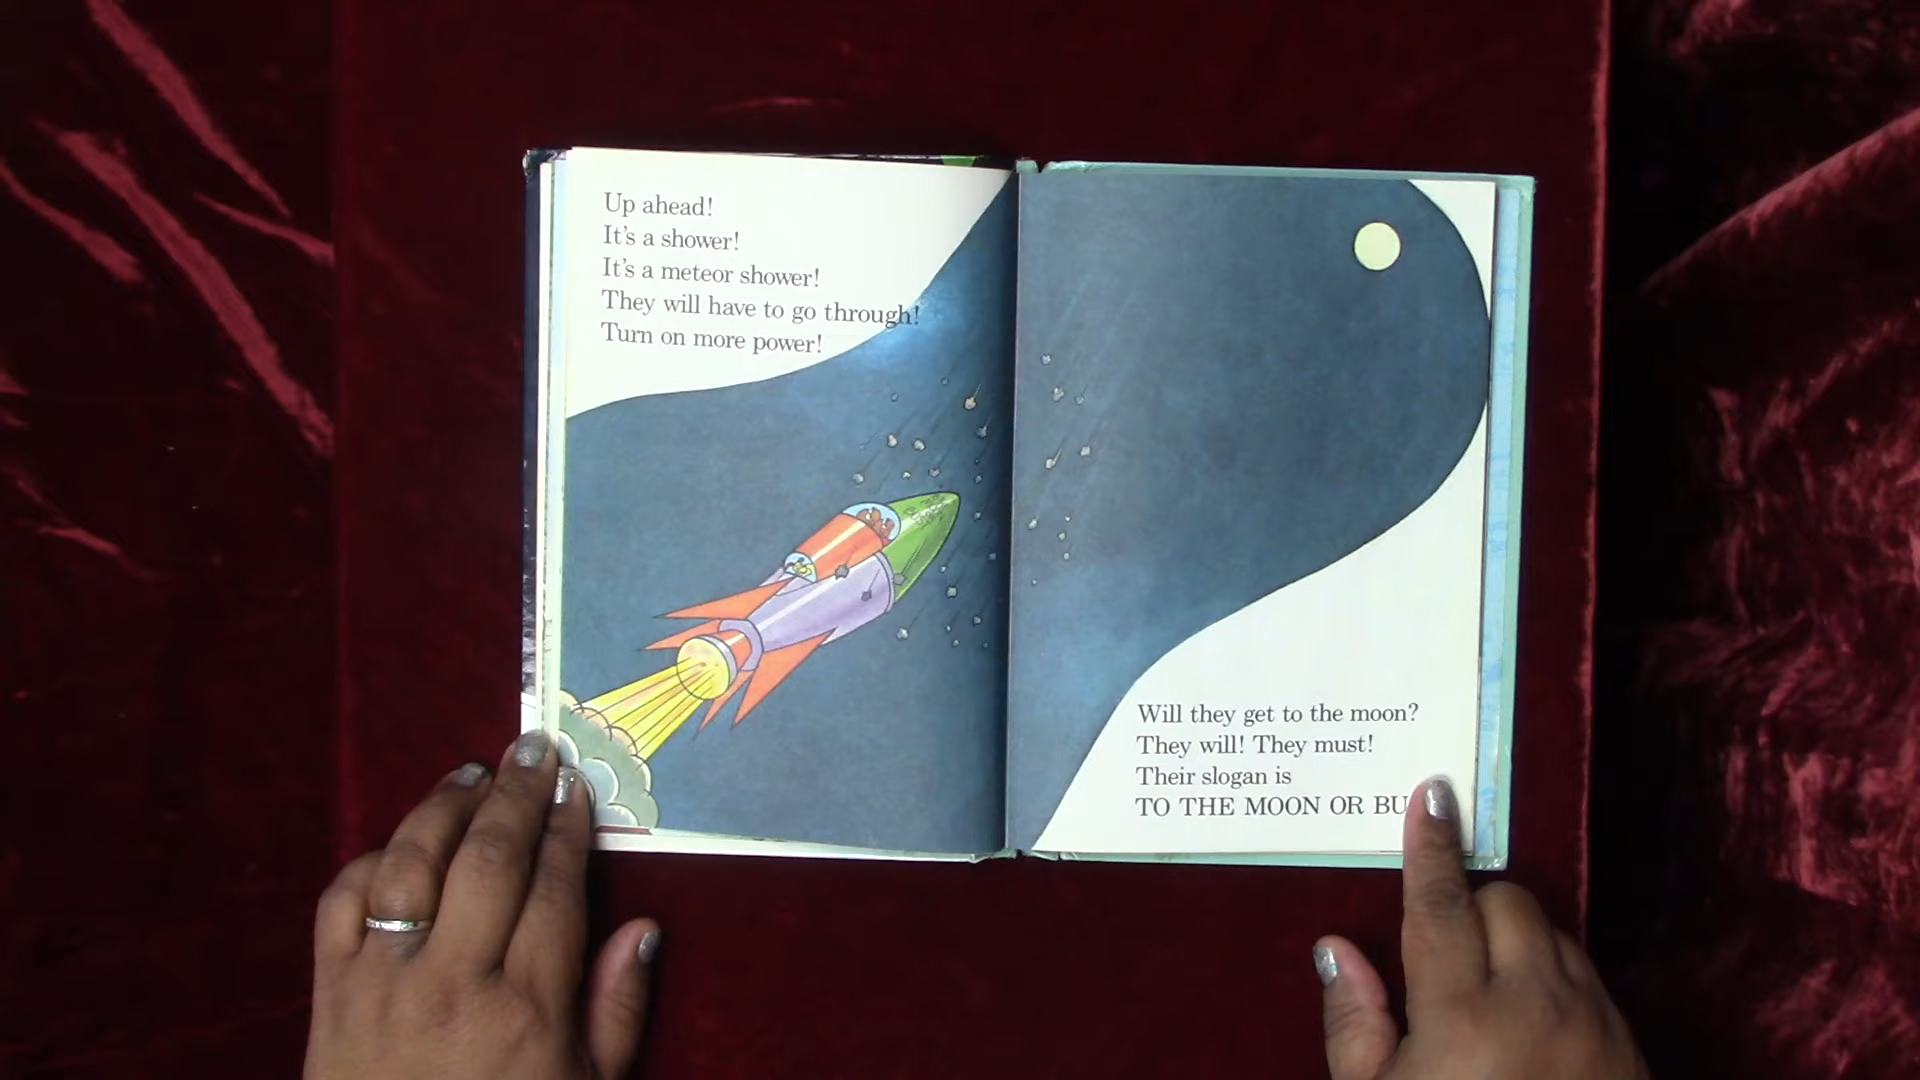 Up ahead!
It's a shower!
It's a meteor shower!
They will have to go through!
Turn on more power!
Will they get to the moon?
They will! They must!
Their slogan is
TO THE MOON OR